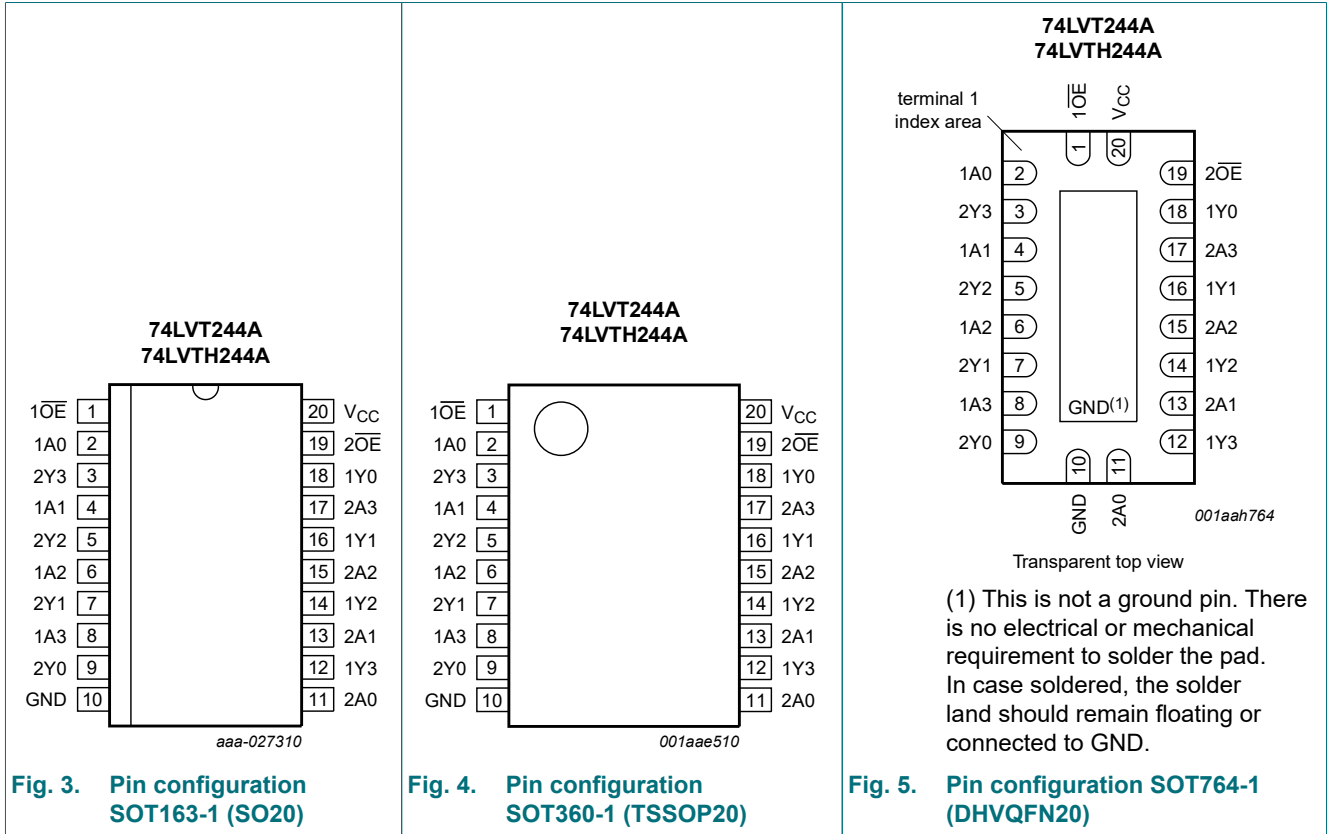 74LVT244A
74LVTH244A
1OE 1
1A0 2
2Y3 3
1A1 4
2Y2 5
1A2 6
2Y1 7
1A3 8
2Y0 9
GND 10
20 VCC
19 2OE
18 1Y0
17 2A3
16 1Y1
15 2A2
14 1Y2
13 2A1
12 1Y3
11 2A0
aaa-027310
Fig. 3. Pin configuration
SOT163-1 (SO20)
74LVT244A
74LVTH244A
1OE 1
1A0 2
2Y3 3
1A1 4
2Y2 5
1A2 6
2Y1 7
1A3 8
2Y0 9
GND 10
20 VCC
19 2OE
18 1Y0
17 2A3
16 1Y1
15 2A2
14 1Y2
13 2A1
12 1Y3
11 2A0
001aae510
Fig. 4. Pin configuration
SOT360-1 (TSSOP20)
74LVT244A
74LVTH244A
terminal 1
index area
1OE
VCC
1
20
1A0 2
2Y3 3
1A1 4
2Y2 5
1A2 6
2Y1 7
1A3 8
2Y0 9
19 2OE
18 1Y0
17 2A3
16 1Y1
15 2A2
14 1Y2
13 2A1
12 1Y3
GND(1)
10
11
GND
2A0
001aah764
Transparent top view
(1) This is not a ground pin. There
is no electrical or mechanical
requirement to solder the pad.
In case soldered, the solder
land should remain floating or
connected to GND.
Fig. 5. Pin configuration SOT764-1
(DHVQFN20)